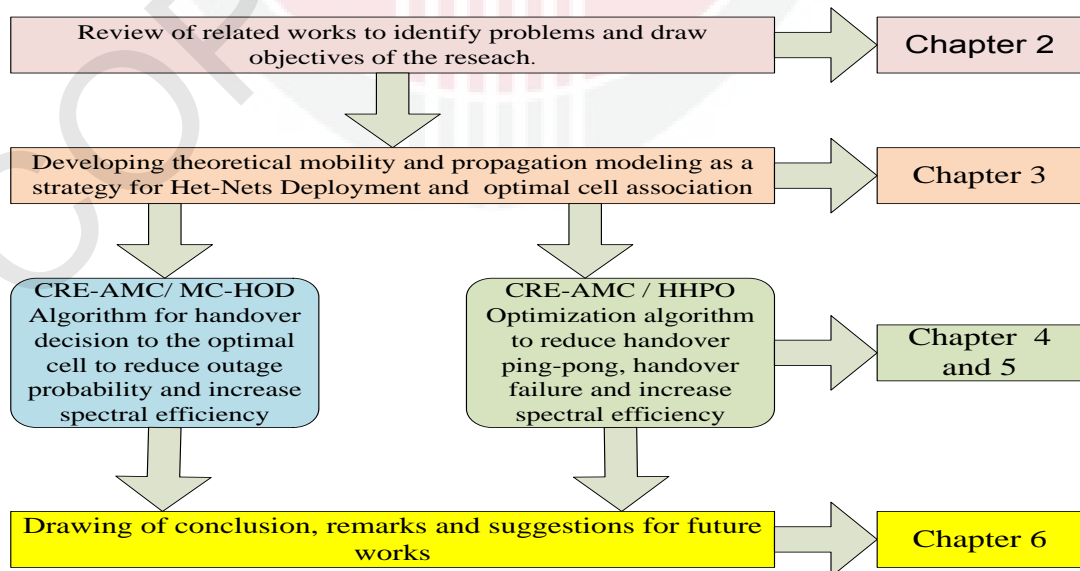 Review of related works to identify problems and draw
objectives of the reseach.
Chapter 2
Developing theoretical mobility and propagation modeling as a
strategy for Het-Nets Deployment and optimal cell association
Chapter 3
CRE-AMC/ MC-HOD
Algorithm for handover
decision to the optimal
cell to reduce outage
probability and increase
spectral efficiency
CRE-AMC / HHPO
Optimization algorithm
to reduce handover
ping-pong, handover
failure and increase
spectral efficiency
Chapter 4
and 5
Drawing of conclusion, remarks and suggestions for future
works
Chapter 6